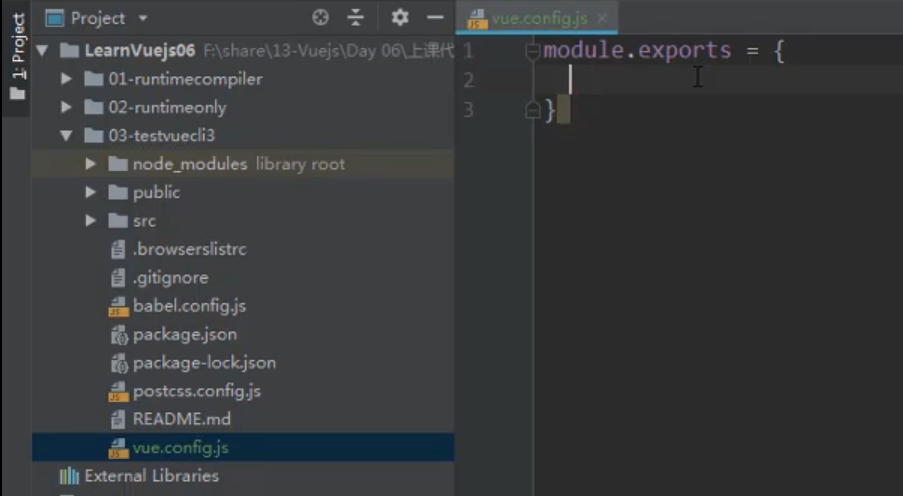 1: Project
Project
LearnVuejs06 F:\share\13-Vuejs\Day 06\上课代
01-runtimecompiler
02-runtimeonly
03-testvuecli3
node_modules library root
public
src
.browserslistrc
.gitignore
babel.config.js
package.json
package-lock.json
postcss.config.js
README.md
vue.config.js
External Libraries
vue.config.js
1 module.exports = {
2
3 }